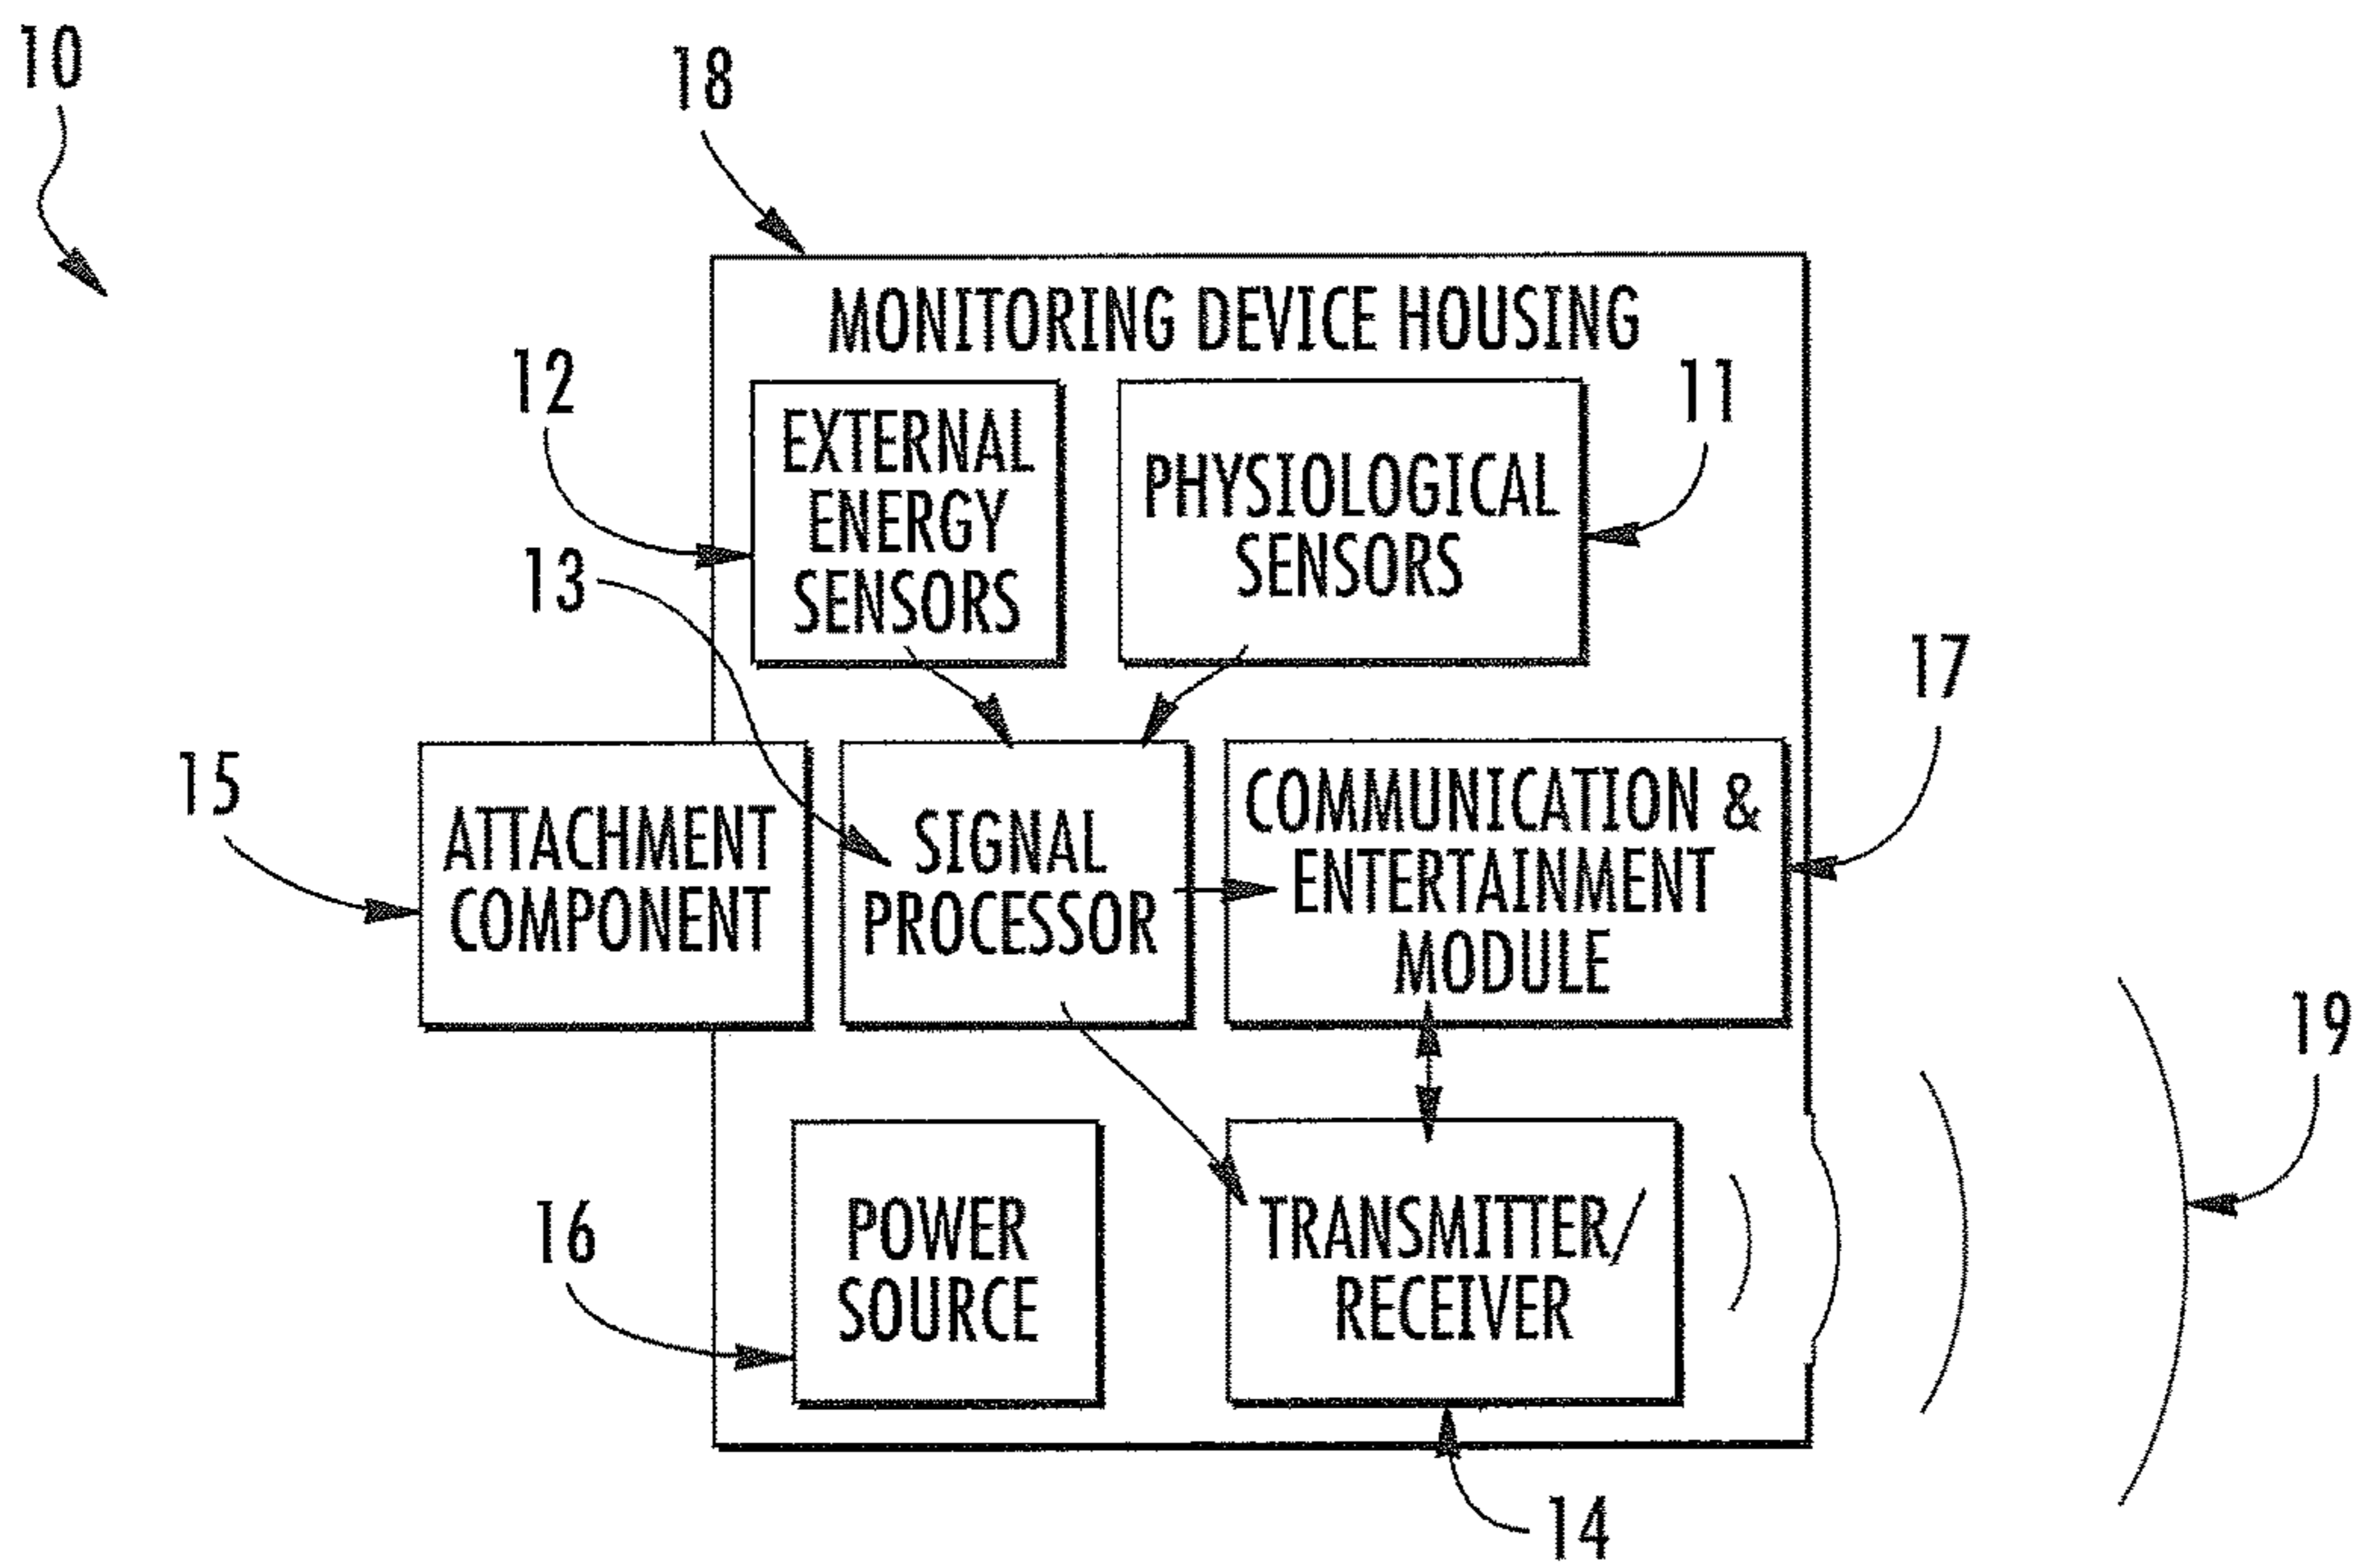 10
18
MONITORING DEVICE HOUSING
12
EXTERNAL
ENERGY
SENSORS
PHYSIOLOGICAL
SENSORS
11
13
17
15
ATTACHMENT
COMPONENT
SIGNAL
PROCESSOR
COMMUNICATION &
ENTERTAINMENT
MODULE
19
16
POWER
SOURCE
TRANSMITTER/
RECEIVER
14